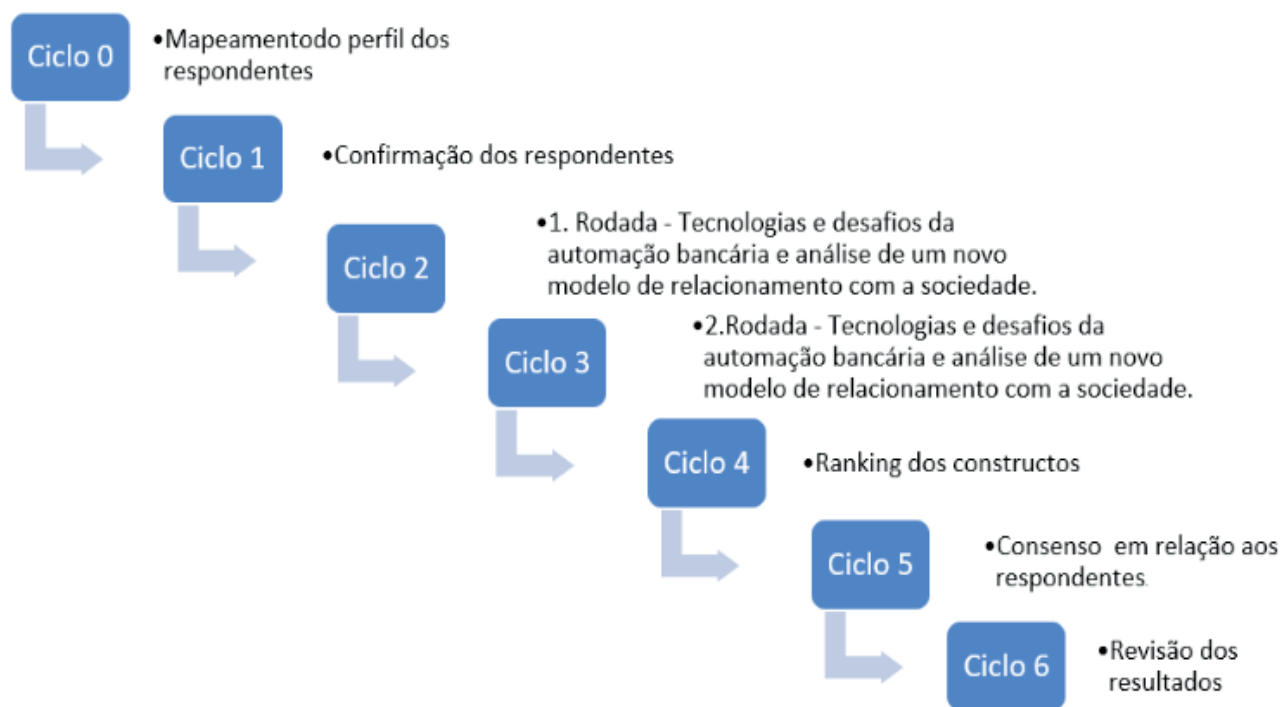 Ciclo 0
•Mapeamentodo perfil dos
respondentes
Ciclo 1
•Confirmação dos respondentes
Ciclo 2
•1. Rodada - Tecnologias e desafios da
automação bancária e análise de um novo
modelo de relacionamento com a sociedade.
Ciclo 3
•2.Rodada - Tecnologias e desafios da
automação bancária e análise de um novo
modelo de relacionamento com a sociedade.
Ciclo 4
•Ranking dos constructos
Ciclo 5
•Consenso em relação aos
respondentes.
Ciclo 6
•Revisão dos
resultados